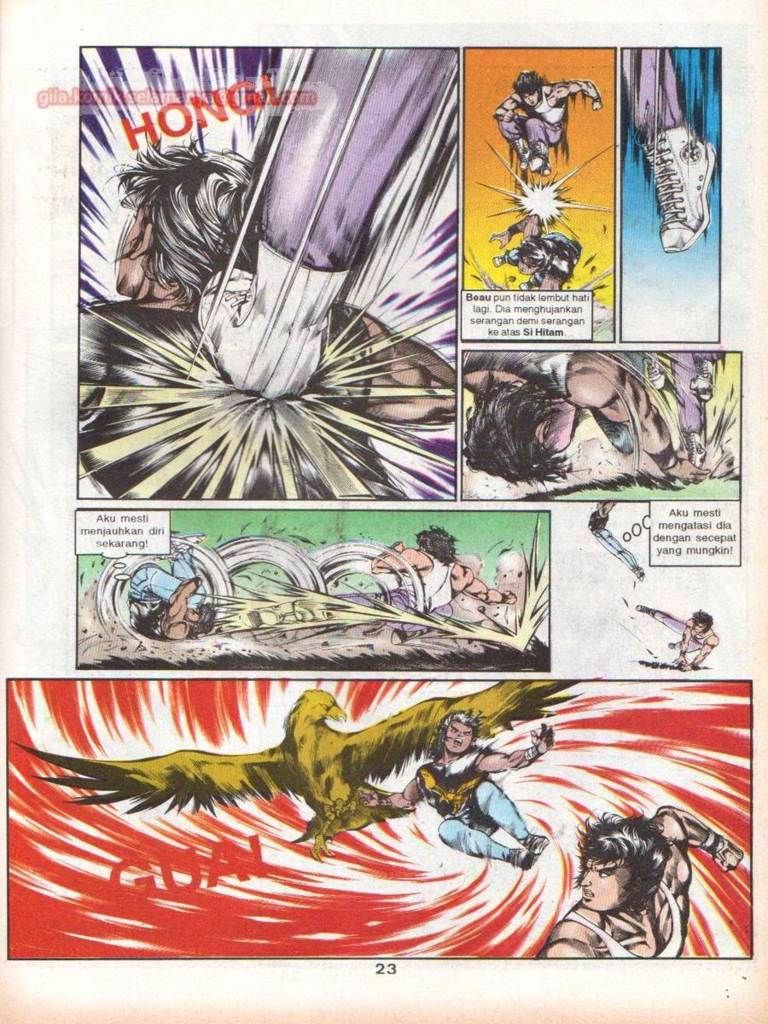 HONG!
Beau pun tidak lembut hati
lagi. Dia menghujankan
serangan demi serangan
ke atas Si Hitam...
Aku mesti
menjauhkan diri
sekarang!
Aku mesti
mengatasi dia
dengan secepat
yang mungkin!
GUA!
23